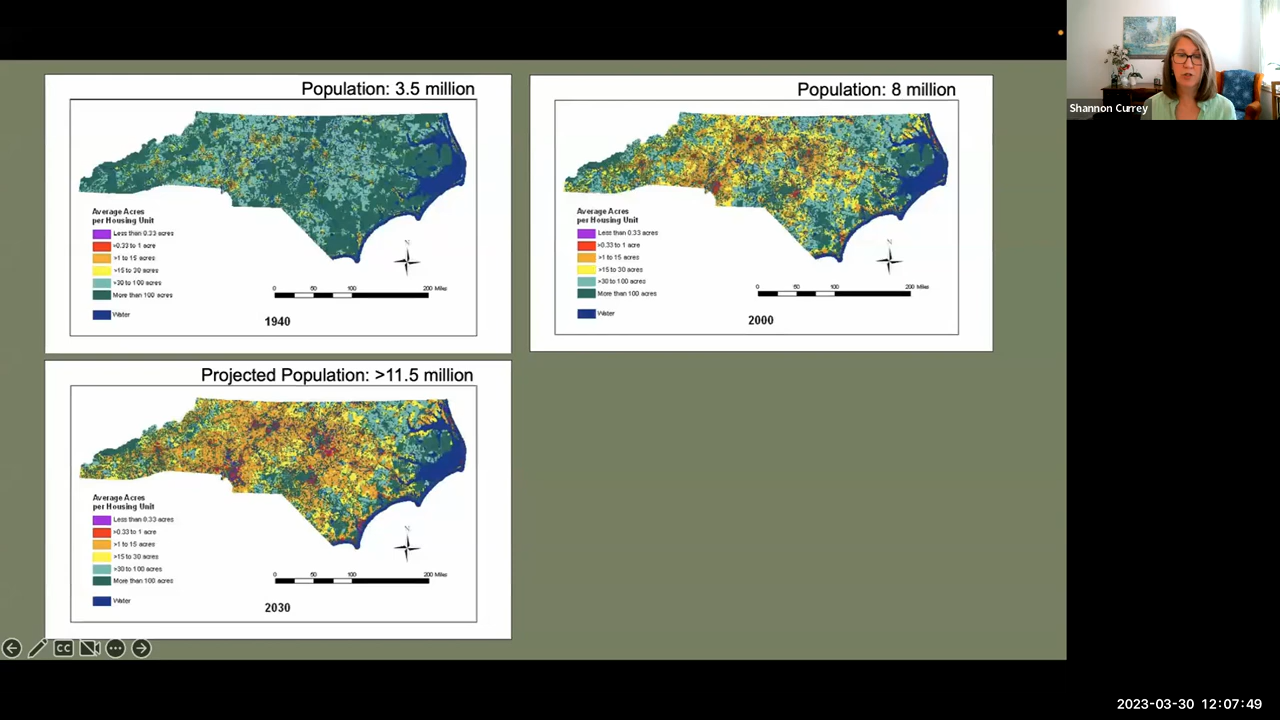 Population: 3.5 million
Average Acres
per Housing Unit
Less than 0.33 acres
>0.33 to 1 acre
>1 to 15 acres
>15 to 30 acres
>30 to 100 acres
More than 100 acres
Water
N
0 50 100 200 Miles
1940
Population: 8 million
Average Acres
per Housing Unit
Less than 0.33 acres
>0.33 to 1 acre
>1 to 15 acres
>15 to 30 acres
>30 to 100 acres
More than 100 acres
Water
N
0 50 100 200 Miles
2000
Projected Population: >11.5 million
Average Acres
per Housing Unit
Less than 0.33 acres
>0.33 to 1 acre
>1 to 15 acres
>15 to 30 acres
>30 to 100 acres
More than 100 acres
Water
N
0 50 100 200 Miles
2030
CC
Shannon Currey
2023-03-30 12:07:49